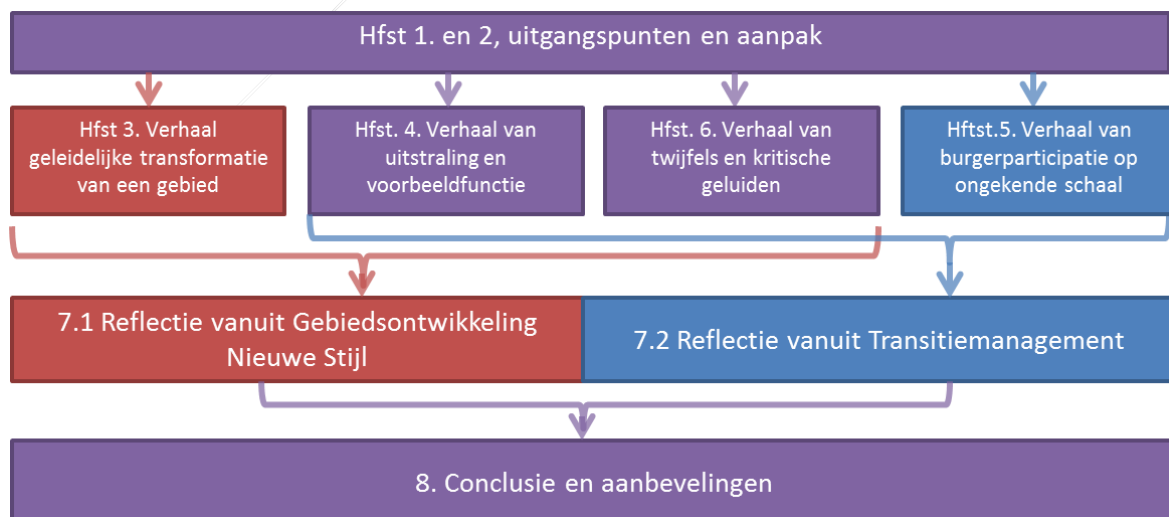 Hfst 1. en 2, uitgangspunten en aanpak
Hfst 3. Verhaal
geleidelijke transformatie
van een gebied
Hfst. 4. Verhaal van
uitstraling en
voorbeeldfunctie
Hfst. 6. Verhaal van
twijfels en kritische
geluiden
Hftst.5. Verhaal van
burgerparticipatie op
ongekende schaal
7.1 Reflectie vanuit Gebiedsontwikkeling
Nieuwe Stijl
7.2 Reflectie vanuit Transitiemanagement
8. Conclusie en aanbevelingen